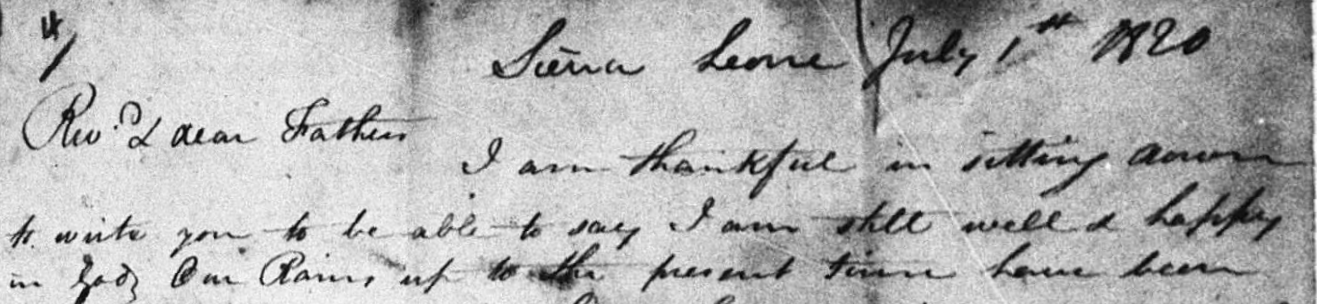 4/
Sierra Leone July 1st 1820
Revd & dear Fathers
I am thankful in sitting down
to write you to be able to say I am still well & happy
in God, Our Rains up to the present time have been